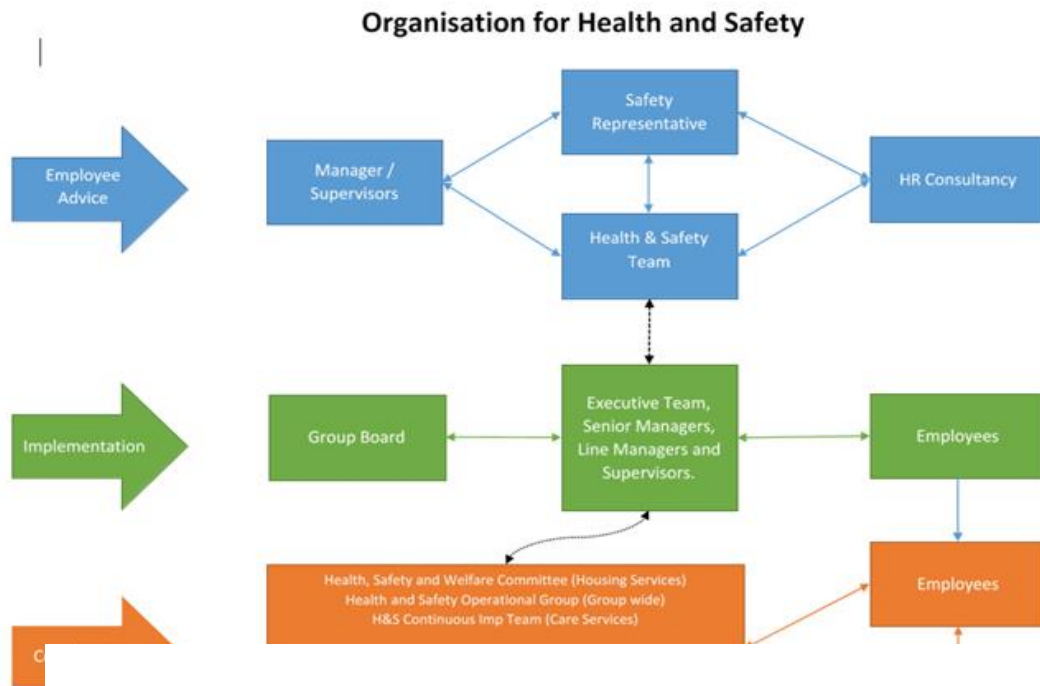 Organisation for Health and Safety
Safety
Representative
Employee
Advice
Manager /
Supervisors
HR Consultancy
Health & Safety
Team
Implementation
Group Board
Executive Team,
Senior Managers,
Line Managers and
Supervisors.
Employees
Health, Safety and Welfare Committee (Housing Services)
Health and Safety Operational Group (Group wide)
H&S Continuous Imp Team (Care Services)
Employees